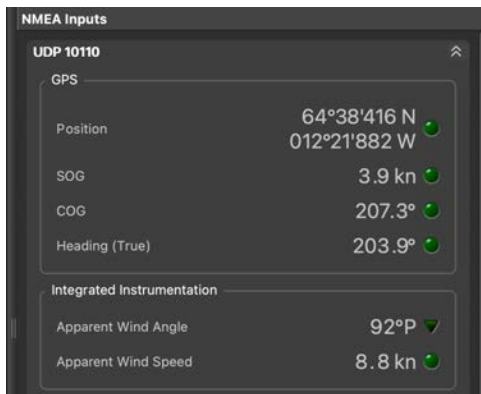 NMEA Inputs
UDP 10110
GPS
Position 64°38'416 N
012°21'882 W
SOG 3.9 kn
COG 207.3°
Heading (True) 203.9°
Integrated Instrumentation
Apparent Wind Angle 92°P
Apparent Wind Speed 8.8 kn